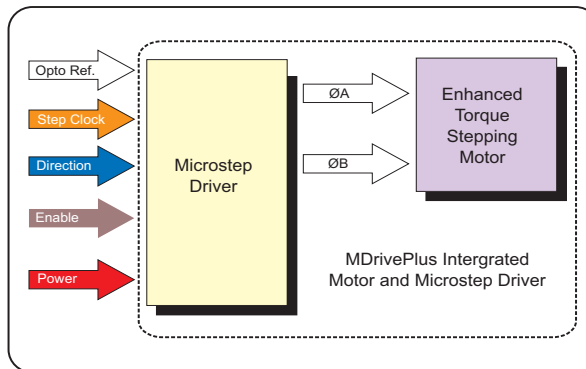 Opto Ref.
Step Clock
Direction
Enable
Power
Microstep
Driver
ØA
ØB
Enhanced
Torque
Stepping
Motor
MDrivePlus Intergrated
Motor and Microstep Driver